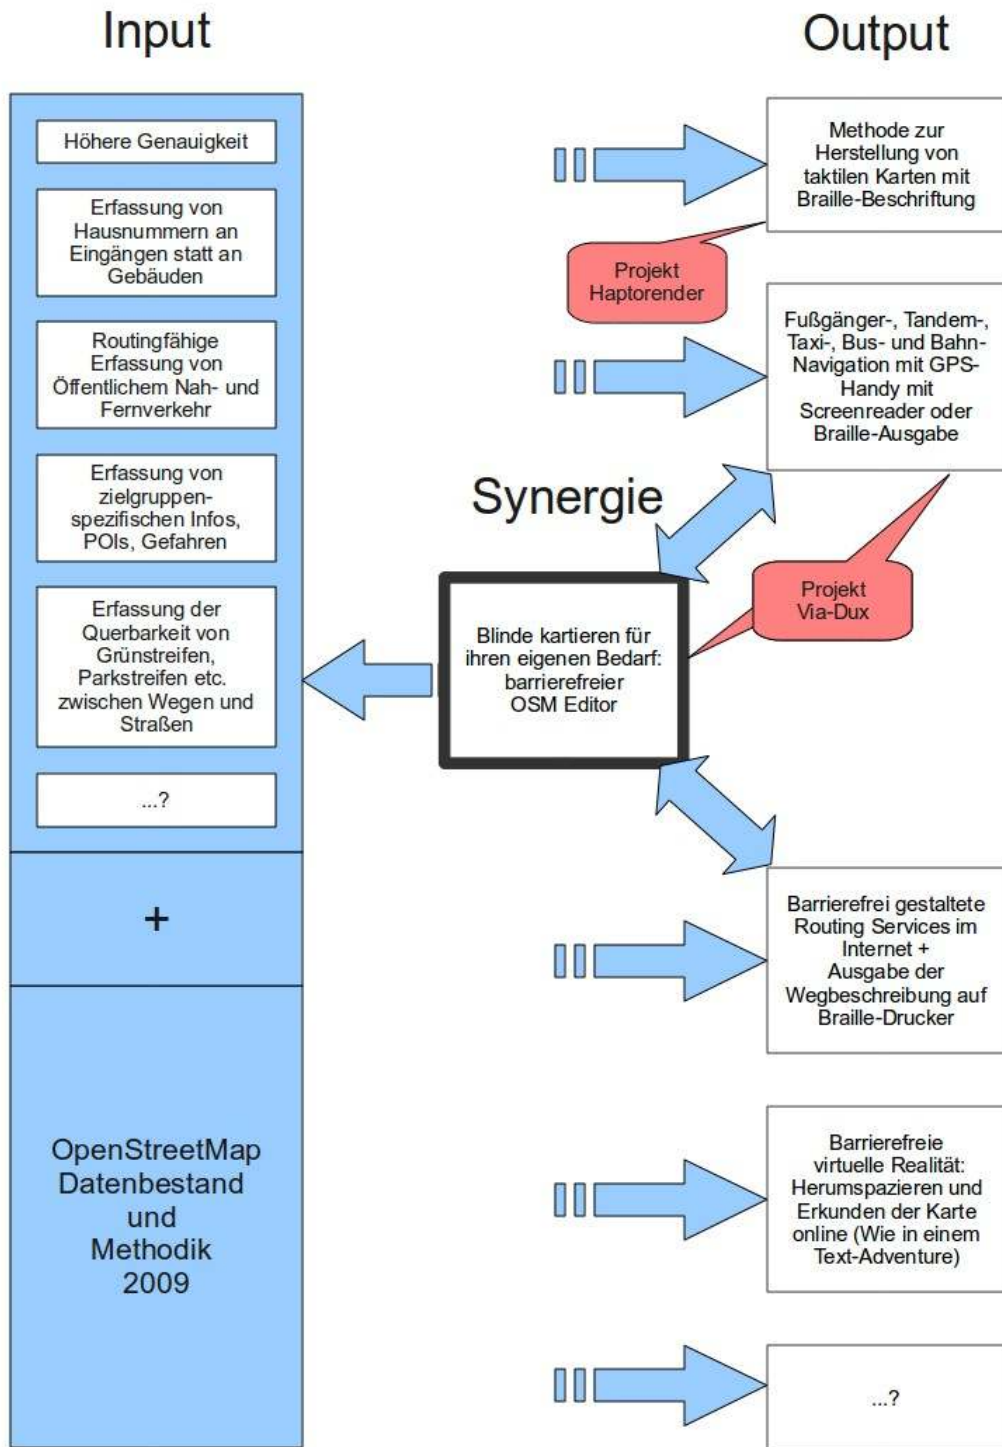 Input
Output
Höhere Genauigkeit
Erfassung von
Hausnummern an
Eingängen statt an
Gebäuden
Routingfähige
Erfassung von
Öffentlichem Nah- und
Fernverkehr
Erfassung von
zielgruppen-
spezifischen Infos,
POIs, Gefahren
Erfassung der
Querbarkeit von
Grünstreifen,
Parkstreifen etc.
zwischen Wegen und
Straßen
...?
+
OpenStreetMap
Datenbestand
und
Methodik
2009
Synergie
Blinde kartieren für
ihren eigenen Bedarf:
barrierefreier
OSM Editor
Methode zur
Herstellung von
taktilen Karten mit
Braille-Beschriftung
Projekt
Haptorender
Fußgänger-, Tandem-,
Taxi-, Bus- und Bahn-
Navigation mit GPS-
Handy mit
Screenreader oder
Braille-Ausgabe
Projekt
Via-Dux
Barrierefrei gestaltete
Routing Services im
Internet +
Ausgabe der
Wegbeschreibung auf
Braille-Drucker
Barrierefreie
virtuelle Realität:
Herumspazieren und
Erkunden der Karte
online (Wie in einem
Text-Adventure)
...?